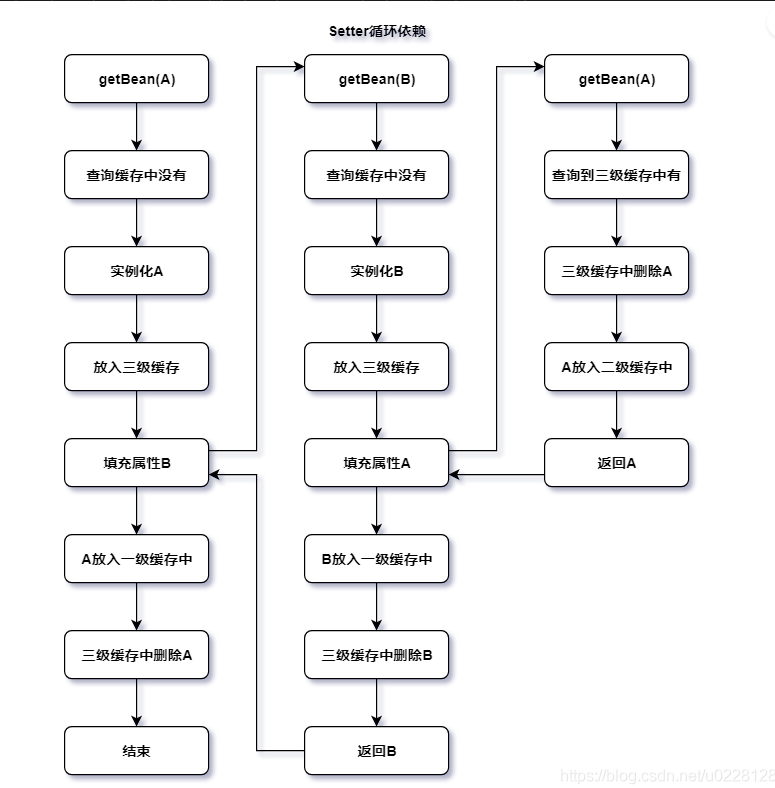 Setter循环依赖
getBean(A)
查询缓存中没有
实例化A
放入三级缓存
填充属性B
A放入一级缓存中
三级缓存中删除A
结束
getBean(B)
查询缓存中没有
实例化B
放入三级缓存
填充属性A
B放入一级缓存中
三级缓存中删除B
返回B
getBean(A)
查询到三级缓存中有
三级缓存中删除A
A放入二级缓存中
返回A
https://blog.csdn.net/u0228128